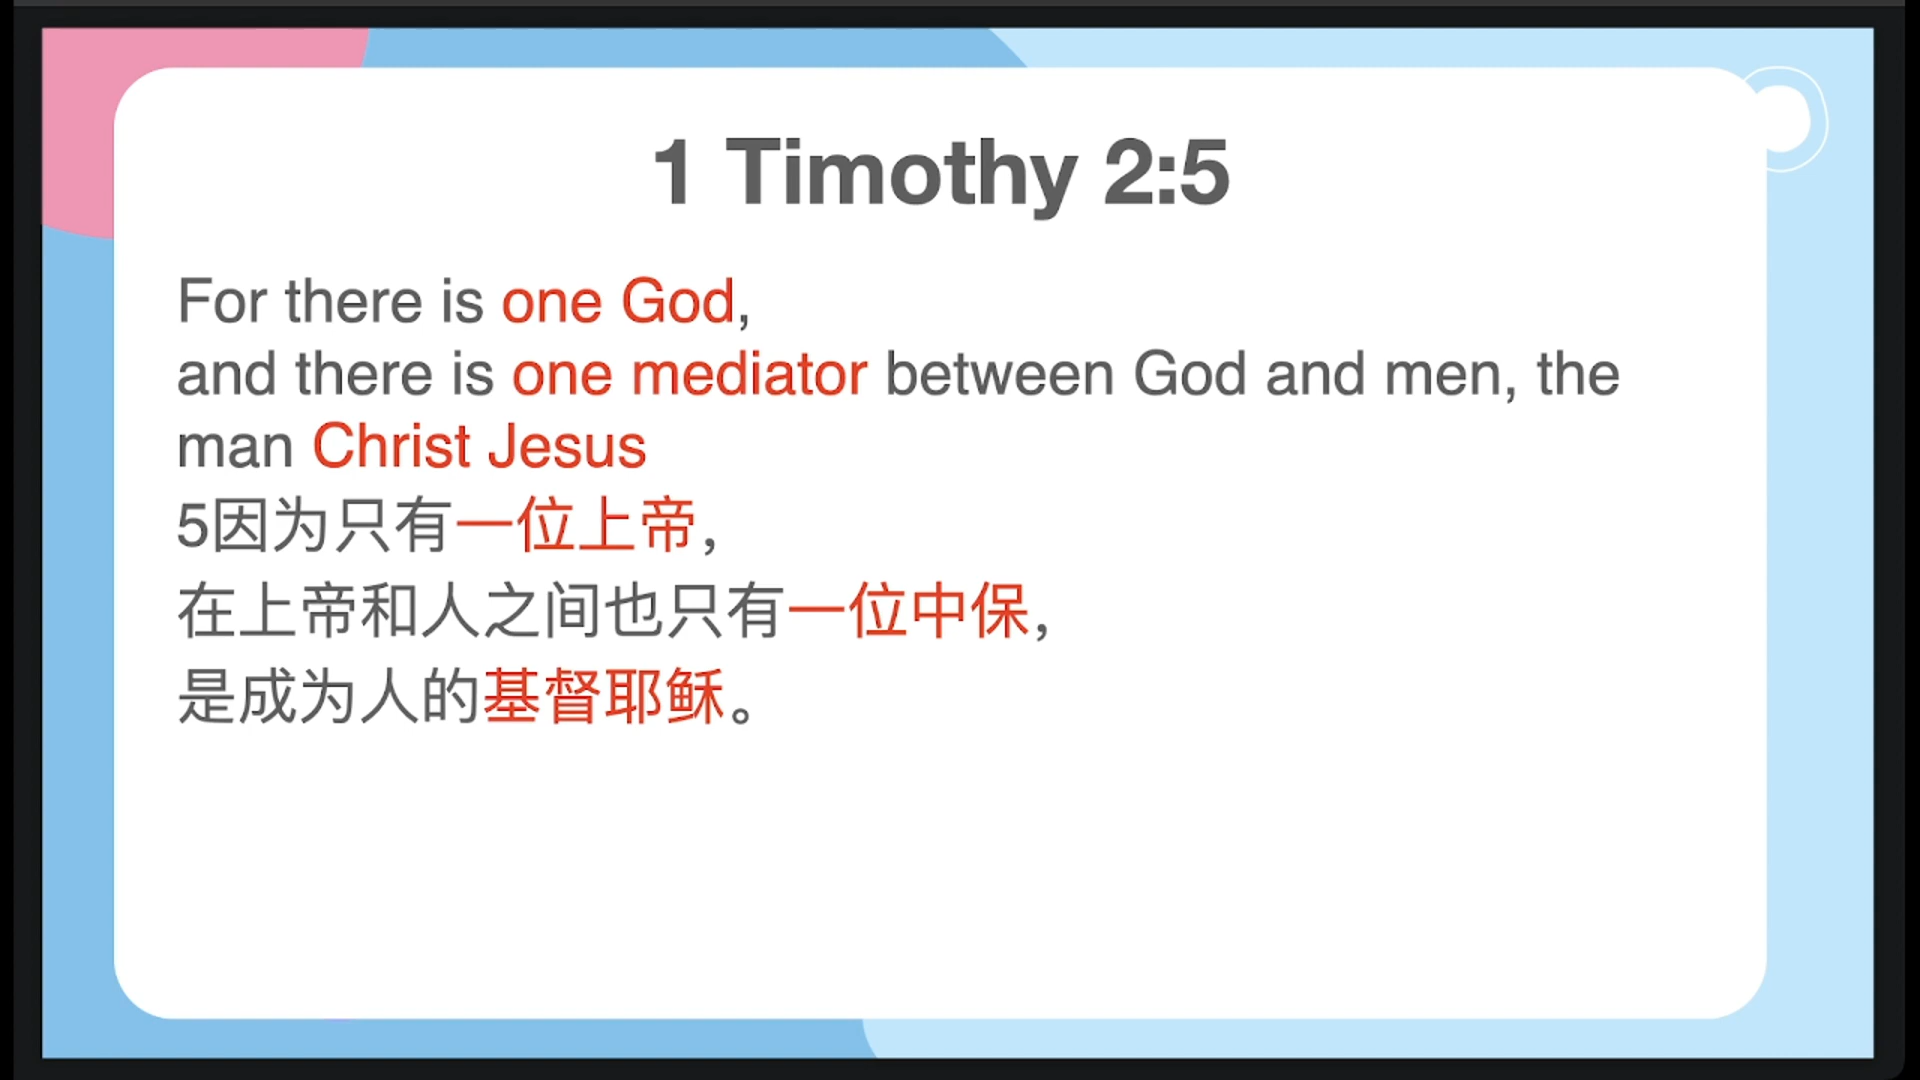 1 Timothy 2:5
For there is one God,
and there is one mediator between God and men, the
man Christ Jesus
5因为只有一位上帝，
在上帝和人之间也只有一位中保，
是成为人的基督耶稣。